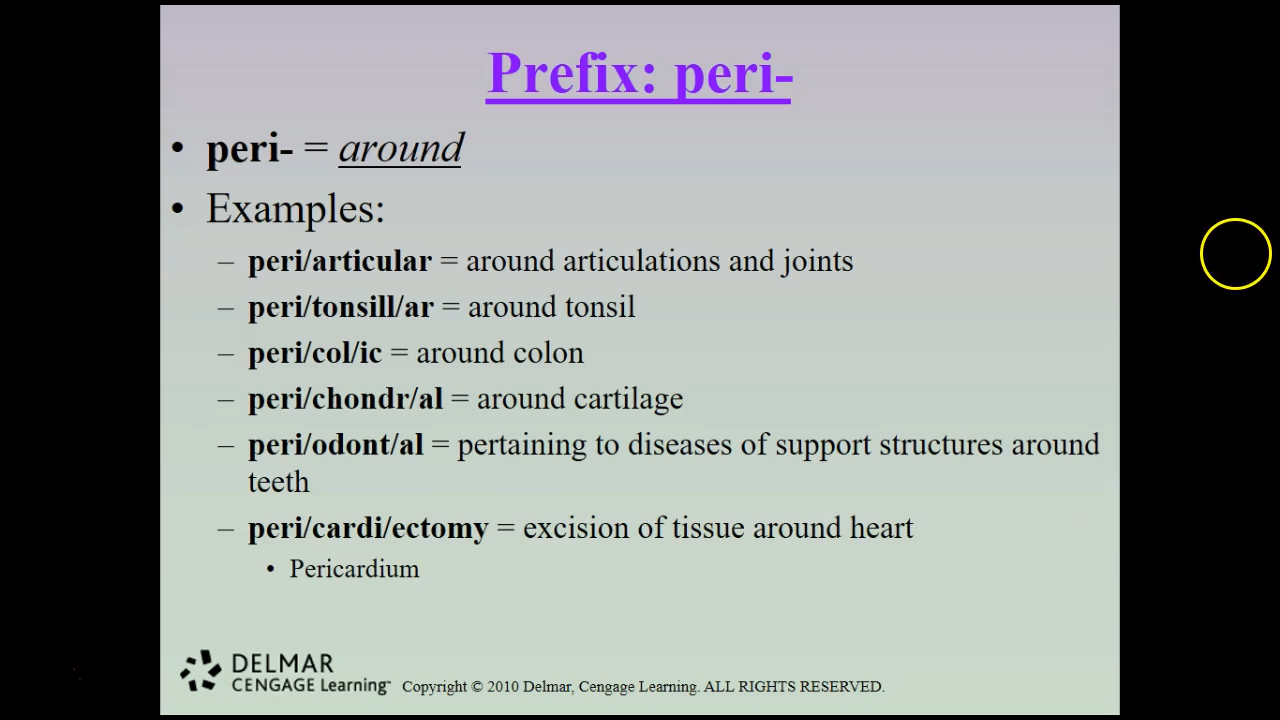 Prefix: peri-
• peri- = around
• Examples:
– peri/articular = around articulations and joints
– peri/tonsill/ar = around tonsil
– peri/col/ic = around colon
– peri/chondr/al = around cartilage
– peri/odont/al = pertaining to diseases of support structures around
teeth
– peri/cardi/ectomy = excision of tissue around heart
• Pericardium
DELMAR
CENGAGE Learning™ Copyright © 2010 Delmar, Cengage Learning. ALL RIGHTS RESERVED.